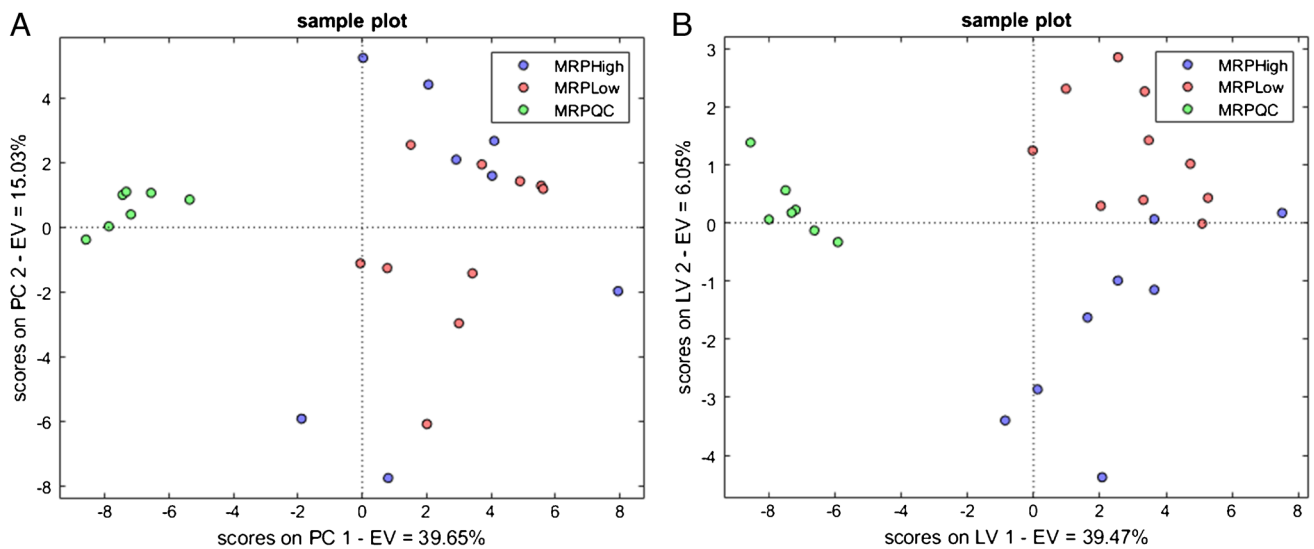 A
sample plot
MRPHigh
MRPLow
MRPQC
4
2
0
-2
-4
-6
-8
-8 -6 -4 -2 0 2 4 6 8
scores on PC 2 - EV = 15.03%
scores on PC 1 - EV = 39.65%
B
sample plot
MRPHigh
MRPLow
MRPQC
3
2
1
0
-1
-2
-3
-4
-8 -6 -4 -2 0 2 4 6 8
scores on LV 2 - EV = 6.05%
scores on LV 1 - EV = 39.47%